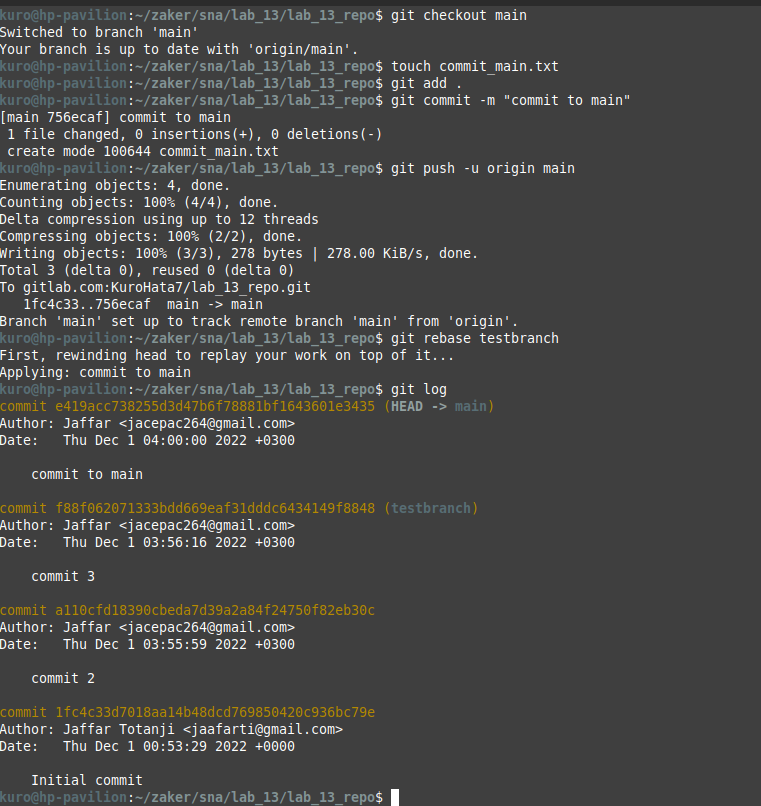 kuro@hp-pavilion:~/zaker/sna/lab_13/lab_13_repo$ git checkout main
Switched to branch 'main'
Your branch is up to date with 'origin/main'.
kuro@hp-pavilion:~/zaker/sna/lab_13/lab_13_repo$ touch commit_main.txt
kuro@hp-pavilion:~/zaker/sna/lab_13/lab_13_repo$ git add .
kuro@hp-pavilion:~/zaker/sna/lab_13/lab_13_repo$ git commit -m "commit to main"
[main 756ecaf] commit to main
 1 file changed, 0 insertions(+), 0 deletions(-)
 create mode 100644 commit_main.txt
kuro@hp-pavilion:~/zaker/sna/lab_13/lab_13_repo$ git push -u origin main
Enumerating objects: 4, done.
Counting objects: 100% (4/4), done.
Delta compression using up to 12 threads
Compressing objects: 100% (2/2), done.
Writing objects: 100% (3/3), 278 bytes | 278.00 KiB/s, done.
Total 3 (delta 0), reused 0 (delta 0)
To gitlab.com:KuroHata7/lab_13_repo.git
   1fc4c33..756ecaf  main -> main
Branch 'main' set up to track remote branch 'main' from 'origin'.
kuro@hp-pavilion:~/zaker/sna/lab_13/lab_13_repo$ git rebase testbranch
First, rewinding head to replay your work on top of it...
Applying: commit to main
kuro@hp-pavilion:~/zaker/sna/lab_13/lab_13_repo$ git log
commit e419acc738255d3d47b6f78881bf1643601e3435 (HEAD -> main)
Author: Jaffar <jacepac264@gmail.com>
Date:   Thu Dec 1 04:00:00 2022 +0300
    commit to main
commit f88f062071333bdd669eaf31dddc6434149f8848 (testbranch)
Author: Jaffar <jacepac264@gmail.com>
Date:   Thu Dec 1 03:56:16 2022 +0300
    commit 3
commit a110cfd18390cbeda7d39a2a84f24750f82eb30c
Author: Jaffar <jacepac264@gmail.com>
Date:   Thu Dec 1 03:55:59 2022 +0300
    commit 2
commit 1fc4c33d7018aa14b48dcd769850420c936bc79e
Author: Jaffar Totanji <jaafarti@gmail.com>
Date:   Thu Dec 1 00:53:29 2022 +0000
    Initial commit
kuro@hp-pavilion:~/zaker/sna/lab_13/lab_13_repo$